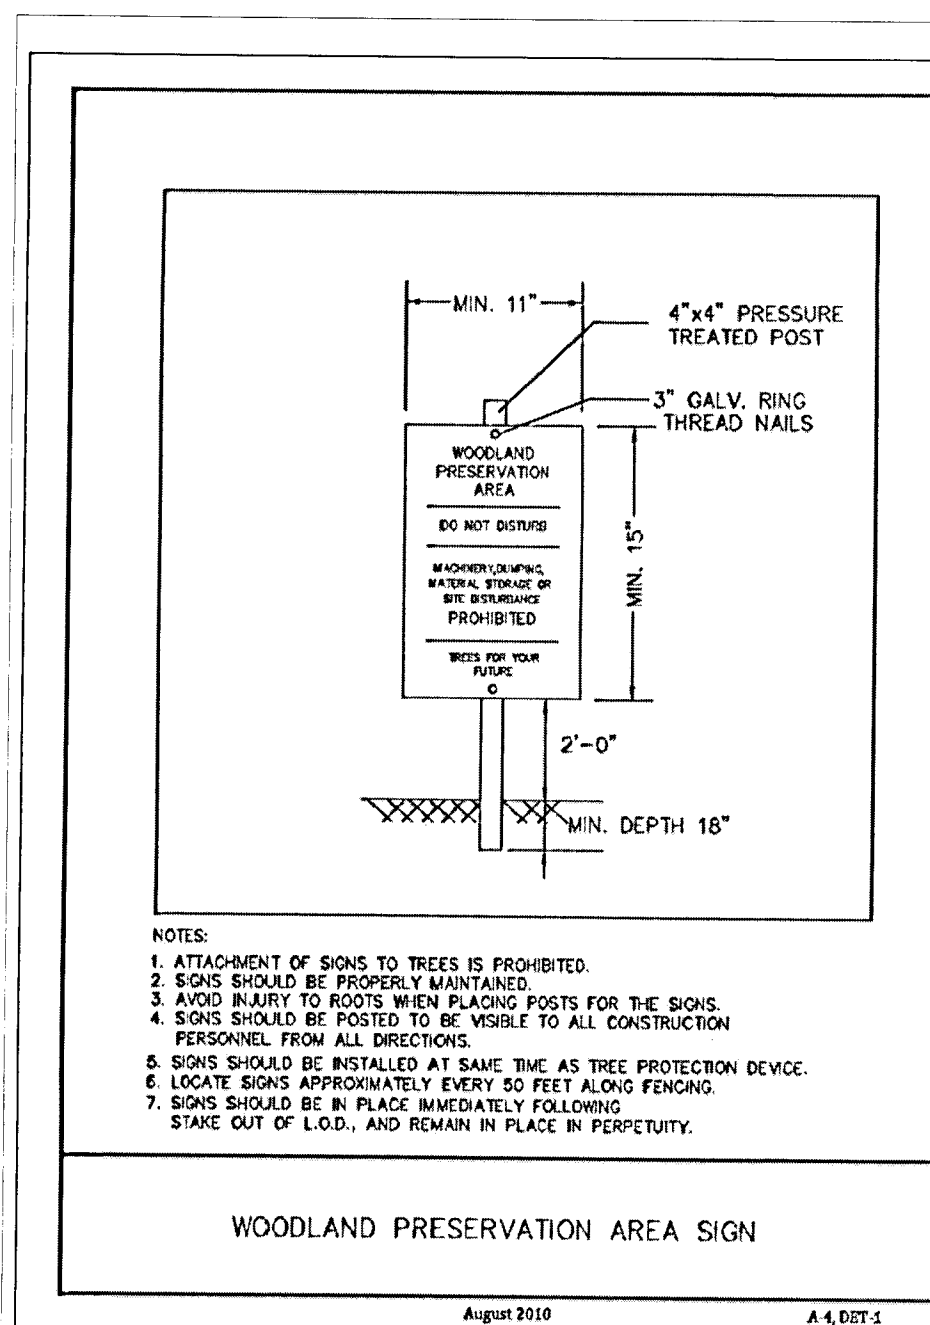 MIN. 11"
4"x4" PRESSURE
TREATED POST
3" GALV. RING
THREAD NAILS
WOODLAND
PRESERVATION
AREA
DO NOT DISTURB
MACHINERY,DUMPING,
MATERIAL STORAGE OR
SITE DISTURBANCE
PROHIBITED
TREES FOR YOUR
FUTURE
MIN. 15"
2'-0"
MIN. DEPTH 18"
NOTES:
1. ATTACHMENT OF SIGNS TO TREES IS PROHIBITED.
2. SIGNS SHOULD BE PROPERLY MAINTAINED.
3. AVOID INJURY TO ROOTS WHEN PLACING POSTS FOR THE SIGNS.
4. SIGNS SHOULD BE POSTED TO BE VISIBLE TO ALL CONSTRUCTION
PERSONNEL FROM ALL DIRECTIONS.
5. SIGNS SHOULD BE INSTALLED AT SAME TIME AS TREE PROTECTION DEVICE.
6. LOCATE SIGNS APPROXIMATELY EVERY 50 FEET ALONG FENCING.
7. SIGNS SHOULD BE IN PLACE IMMEDIATELY FOLLOWING
STAKE OUT OF L.O.D., AND REMAIN IN PLACE IN PERPETUITY.
WOODLAND PRESERVATION AREA SIGN
August 2010
A-4, DET-1